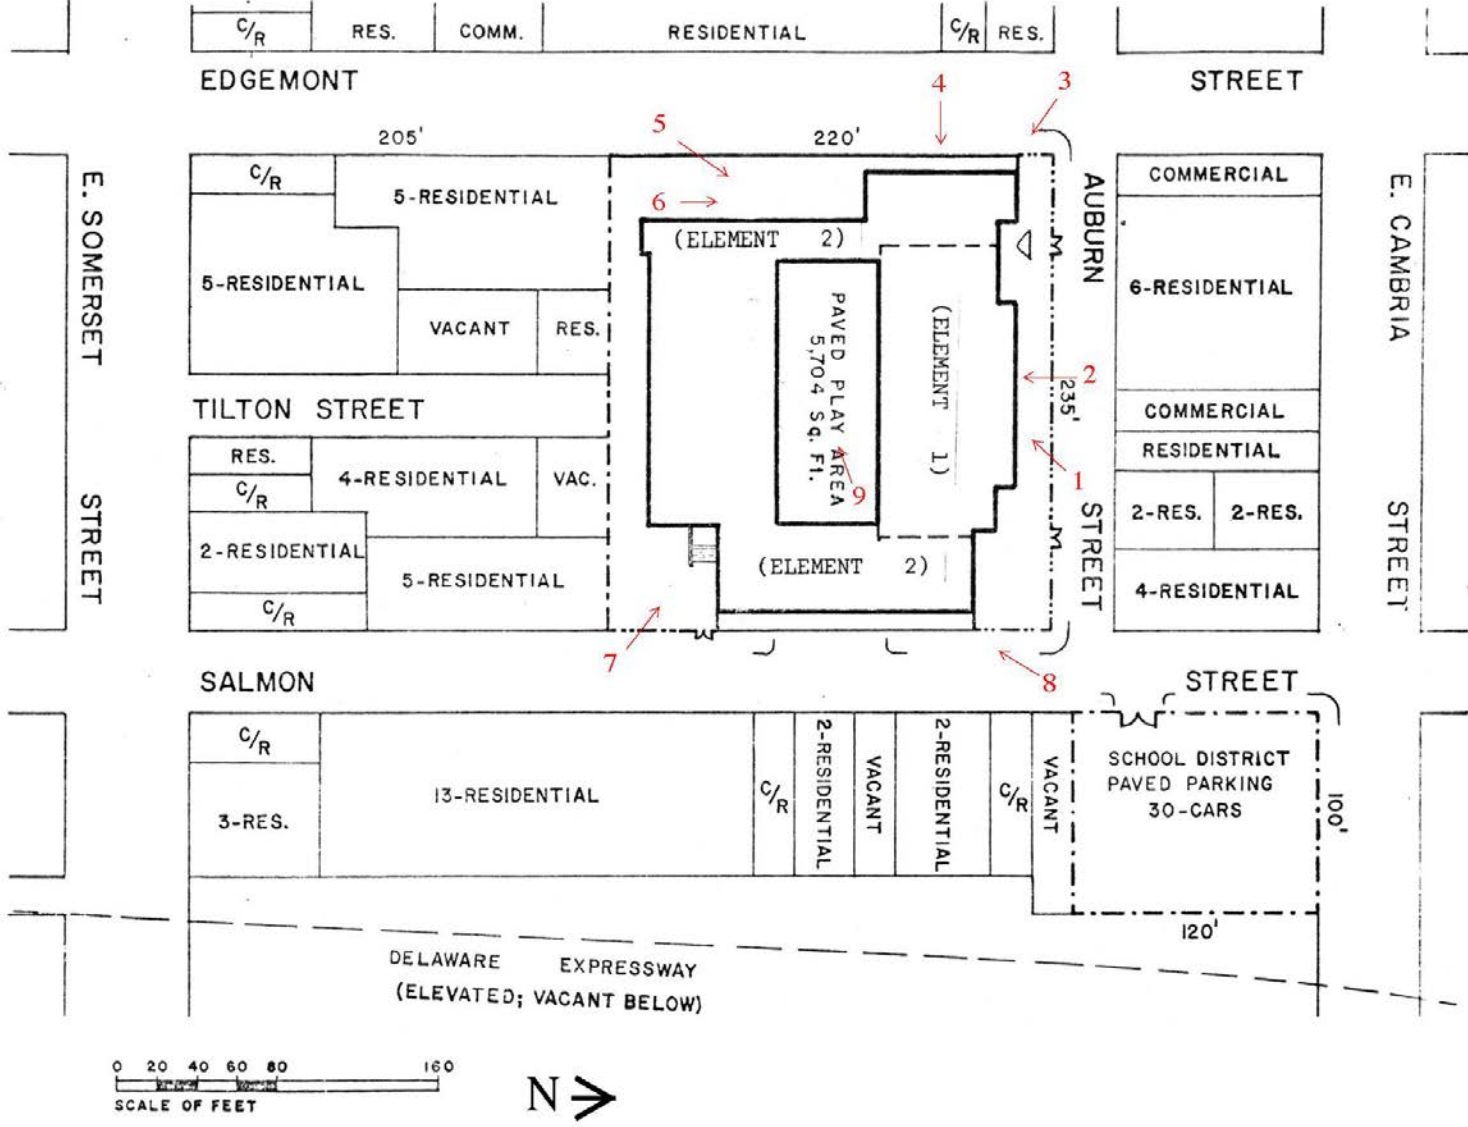 C/R
RES.
COMM.
RESIDENTIAL
C/R
RES.
EDGEMONT
STREET
4
3
205'
5
220'
C/R
5-RESIDENTIAL
6
(ELEMENT 2)
5-RESIDENTIAL
VACANT
RES.
E. SOMERSET
STREET
TILTON STREET
RES.
C/R
4-RESIDENTIAL
VAC.
2-RESIDENTIAL
5-RESIDENTIAL
C/R
PAVED PLAY AREA
5,704 Sq. Ft.
9
(ELEMENT 1)
(ELEMENT 2)
2
235'
1
AUBURN
STREET
COMMERCIAL
6-RESIDENTIAL
COMMERCIAL
RESIDENTIAL
2-RES.
2-RES.
4-RESIDENTIAL
E. CAMBRIA
STREET
7
8
SALMON
STREET
C/R
3-RES.
13-RESIDENTIAL
C/R
2-RESIDENTIAL
VACANT
2-RESIDENTIAL
C/R
VACANT
SCHOOL DISTRICT
PAVED PARKING
30-CARS
100'
120'
DELAWARE EXPRESSWAY
(ELEVATED; VACANT BELOW)
0 20 40 60 80 160
SCALE OF FEET
N